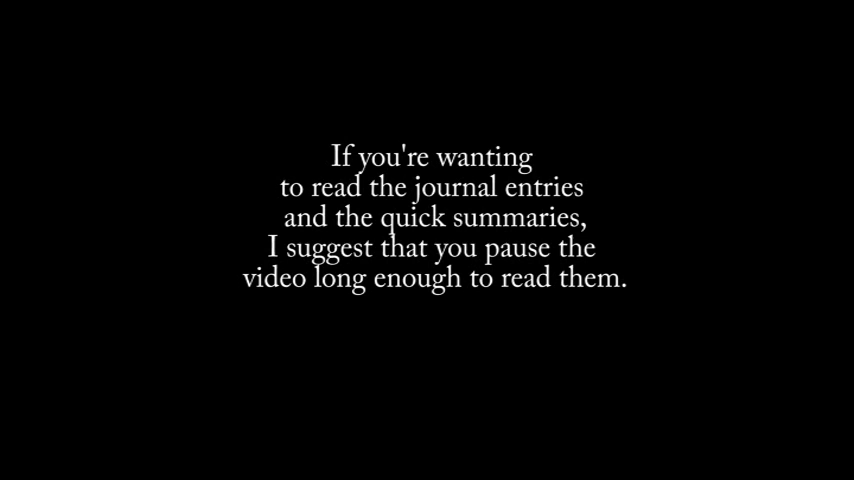 If you're wanting
to read the journal entries
and the quick summaries,
I suggest that you pause the
video long enough to read them.